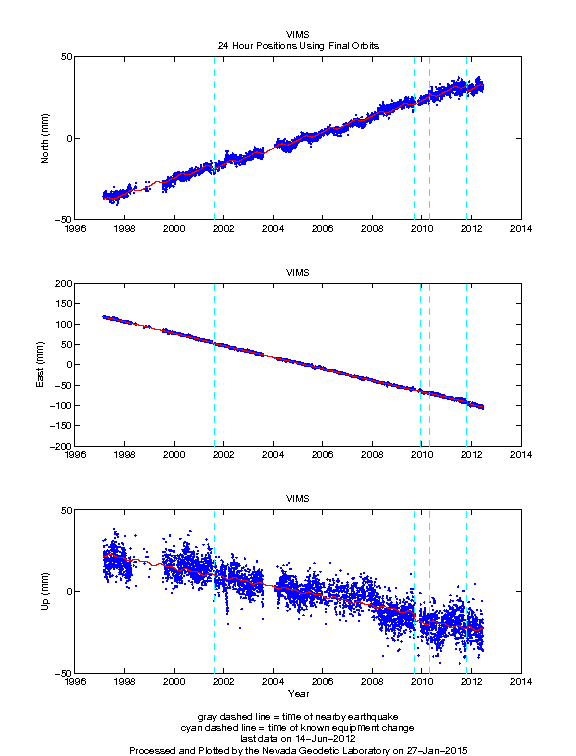 VIMS
24 Hour Positions Using Final Orbits
50
0
−50
North (mm)
1996 1998 2000 2002 2004 2006 2008 2010 2012 2014
VIMS
200
150
100
50
0
−50
−100
−150
−200
East (mm)
1996 1998 2000 2002 2004 2006 2008 2010 2012 2014
VIMS
50
0
−50
Up (mm)
1996 1998 2000 2002 2004 2006 2008 2010 2012 2014
Year
gray dashed line = time of nearby earthquake
cyan dashed line = time of known equipment change
last data on 14−Jun−2012
Processed and Plotted by the Nevada Geodetic Laboratory on 27−Jan−2015